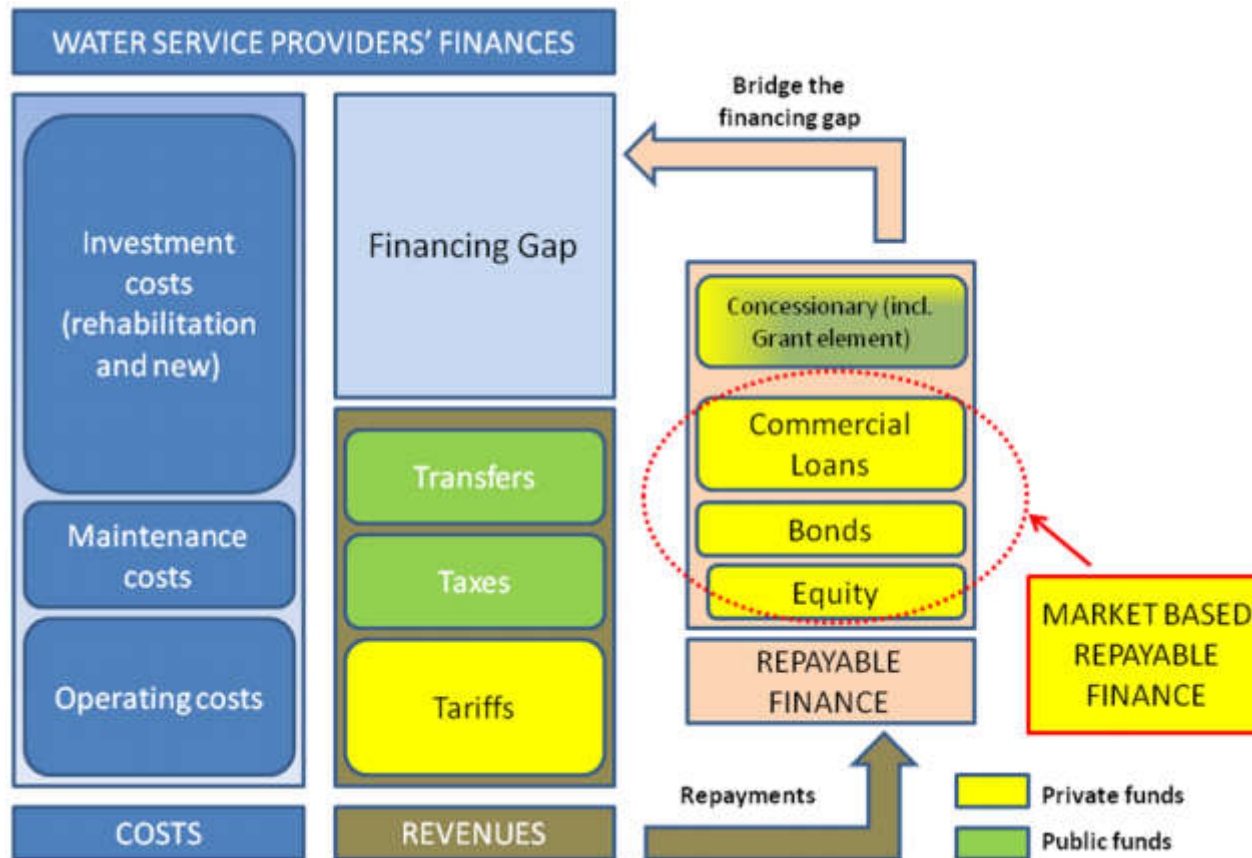 WATER SERVICE PROVIDERS' FINANCES
Investment
costs
(rehabilitation
and new)
Maintenance
costs
Operating costs
COSTS
Financing Gap
Transfers
Taxes
Tariffs
REVENUES
Bridge the
financing gap
Concessionary (incl.
Grant element)
Commercial
Loans
Bonds
Equity
REPAYABLE
FINANCE
MARKET BASED
REPAYABLE
FINANCE
Repayments
Private funds
Public funds